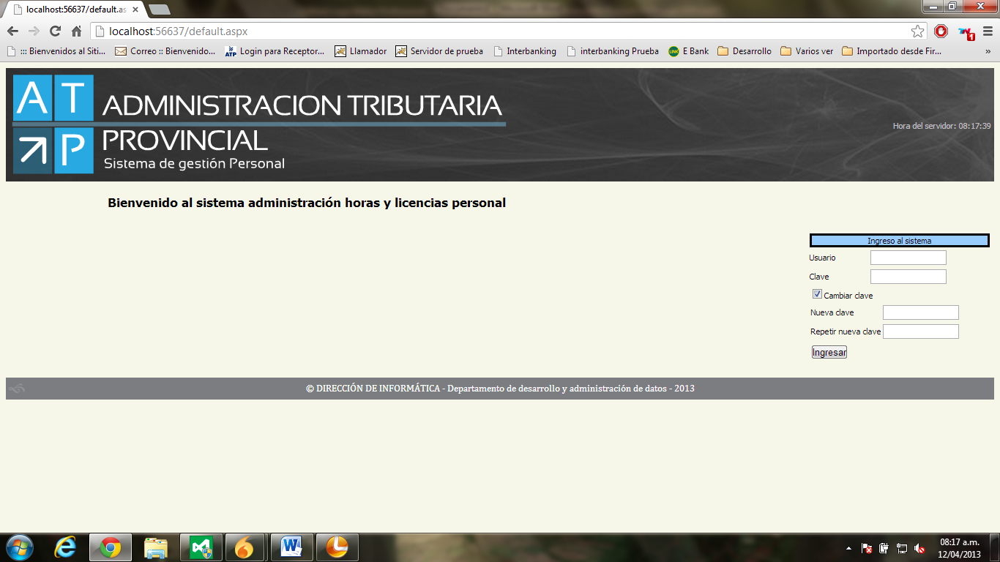 localhost:56637/default.as
localhost:56637/default.aspx
::: Bienvenidos al Siti... Correo :: Bienvenido... ATP Login para Receptor... Llamador Servidor de prueba Interbanking interbanking Prueba LINK E Bank Desarrollo Varios ver Importado desde Fir... »
A T
P
ADMINISTRACION TRIBUTARIA
PROVINCIAL
Sistema de gestión Personal
Hora del servidor: 08:17:39
Bienvenido al sistema administración horas y licencias personal
Ingreso al sistema
Usuario
Clave
Cambiar clave
Nueva clave
Repetir nueva clave
Ingresar
© DIRECCIÓN DE INFORMÁTICA - Departamento de desarrollo y administración de datos - 2013
08:17 a.m.
12/04/2013